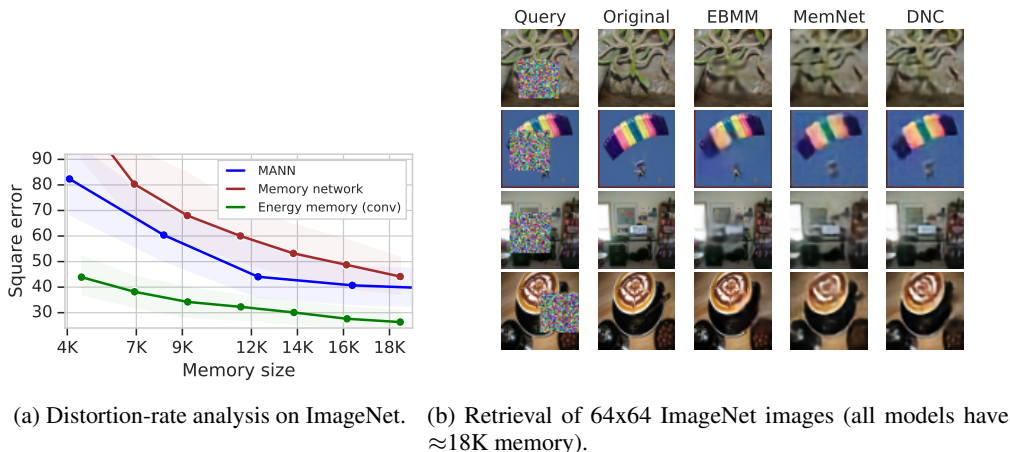 Query Original EBMM MemNet DNC
90
80
70
60
50
40
30
Square error
MANN
Memory network
Energy memory (conv)
4K 7K 9K 12K 14K 16K 18K
Memory size
(a) Distortion-rate analysis on ImageNet.
(b) Retrieval of 64x64 ImageNet images (all models have
≈18K memory).